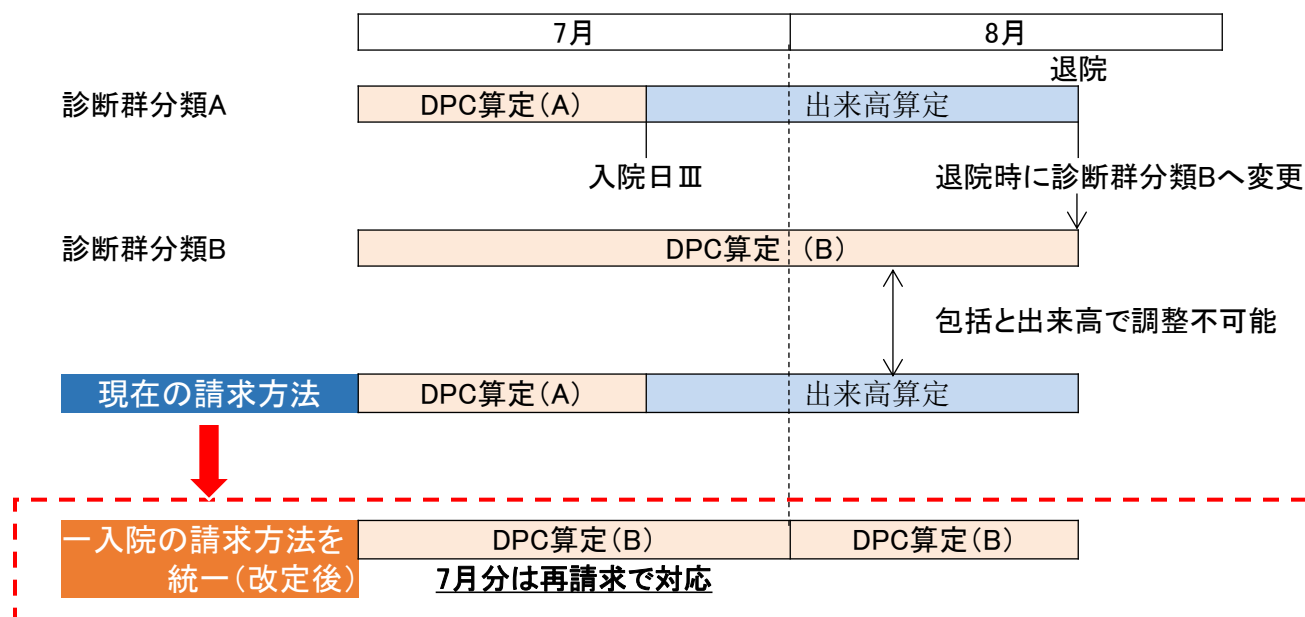 7月
8月
退院
診断群分類A
DPC算定（A）
出来高算定
入院日Ⅲ
退院時に診断群分類Bへ変更
診断群分類B
DPC算定（B）
包括と出来高で調整不可能
現在の請求方法
DPC算定（A）
出来高算定
一入院の請求方法を
統一（改定後）
DPC算定（B）
DPC算定（B）
7月分は再請求で対応